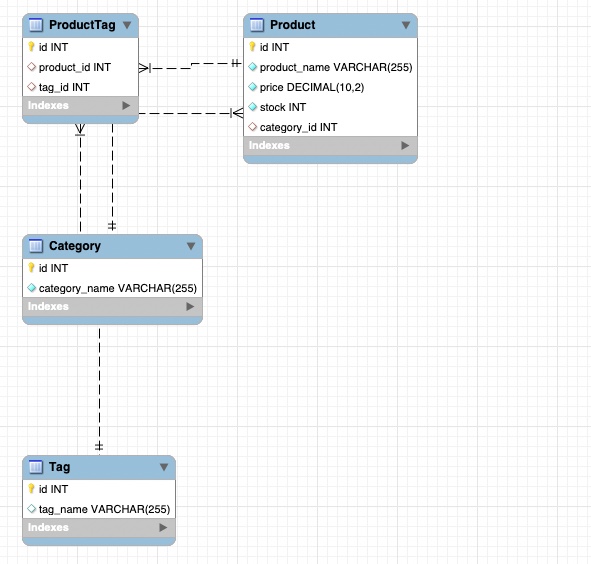 ProductTag
id INT
product_id INT
tag_id INT
Indexes
Product
id INT
product_name VARCHAR(255)
price DECIMAL(10,2)
stock INT
category_id INT
Indexes
Category
id INT
category_name VARCHAR(255)
Indexes
Tag
id INT
tag_name VARCHAR(255)
Indexes